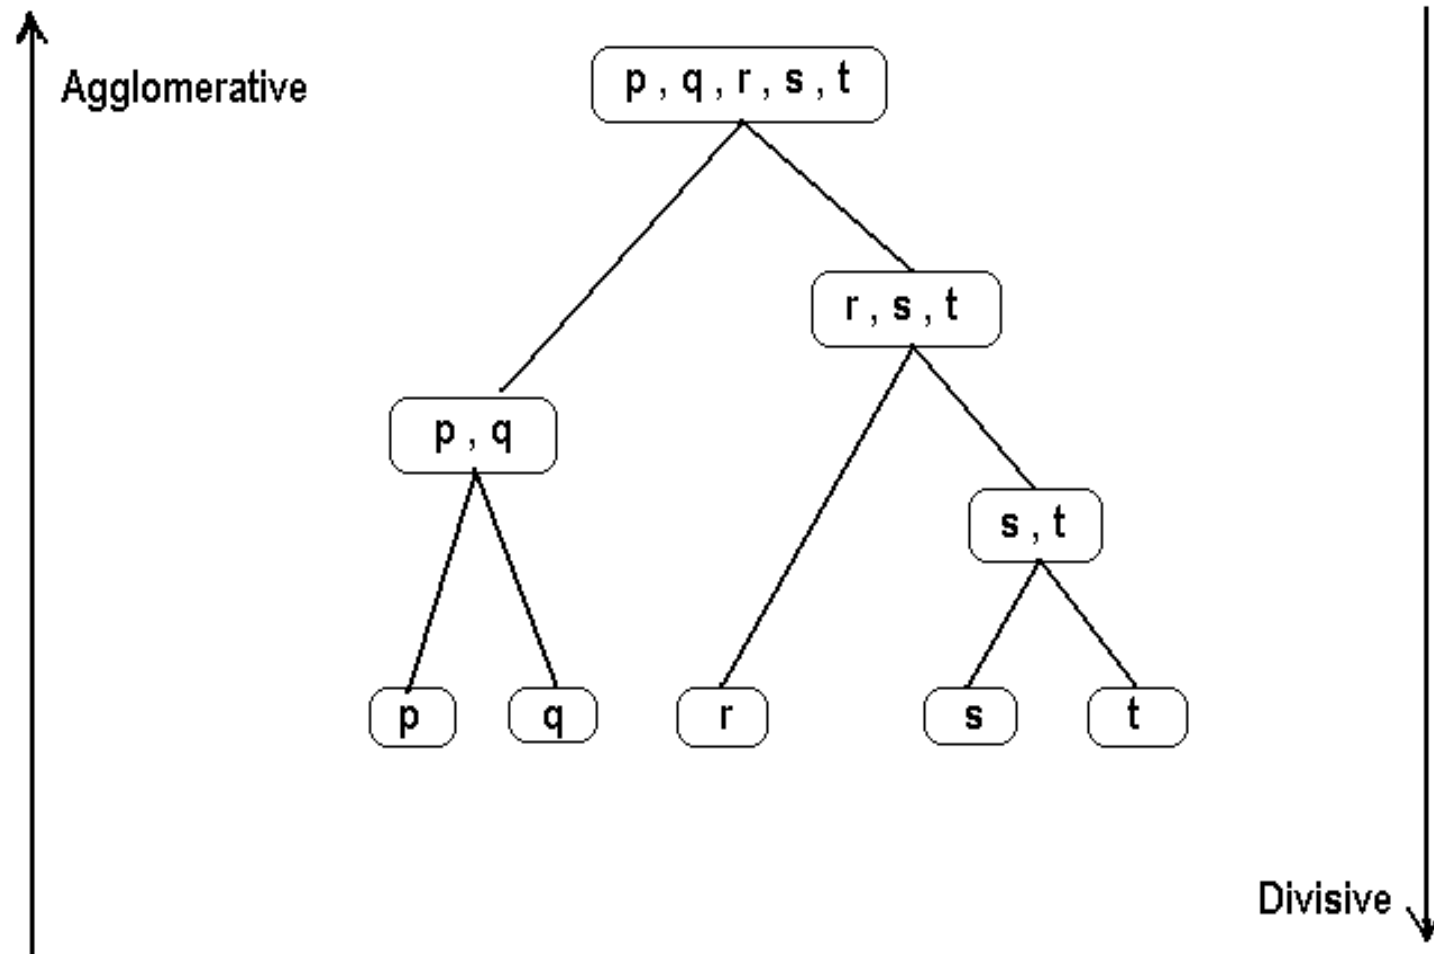 Agglomerative
p , q , r , s , t
r , s , t
p , q
s , t
p
q
r
s
t
Divisive